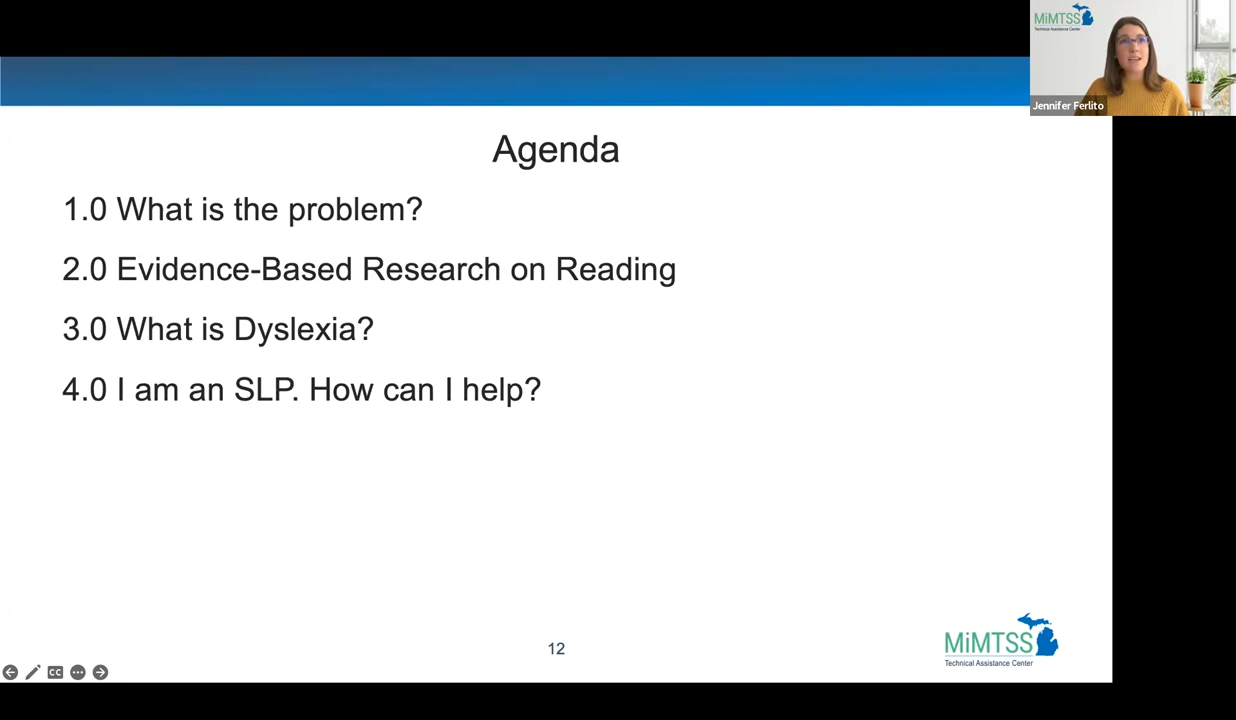 MiMTSS
Technical Assistance Center
Jennifer Ferlito
Agenda
1.0 What is the problem?
2.0 Evidence-Based Research on Reading
3.0 What is Dyslexia?
4.0 I am an SLP. How can I help?
12
MiMTSS
Technical Assistance Center
CC